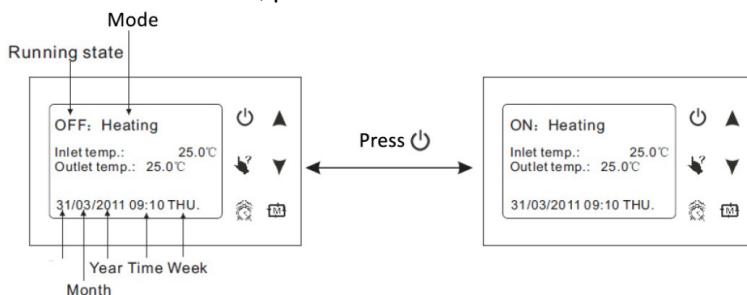 Mode
Running state
OFF: Heating
Inlet temp.: 25.0℃
Outlet temp.: 25.0℃
31/03/2011 09:10 THU.
Year Time Week
Month
Press
ON: Heating
Inlet temp.: 25.0℃
Outlet temp.: 25.0℃
31/03/2011 09:10 THU.
?
M
?
M